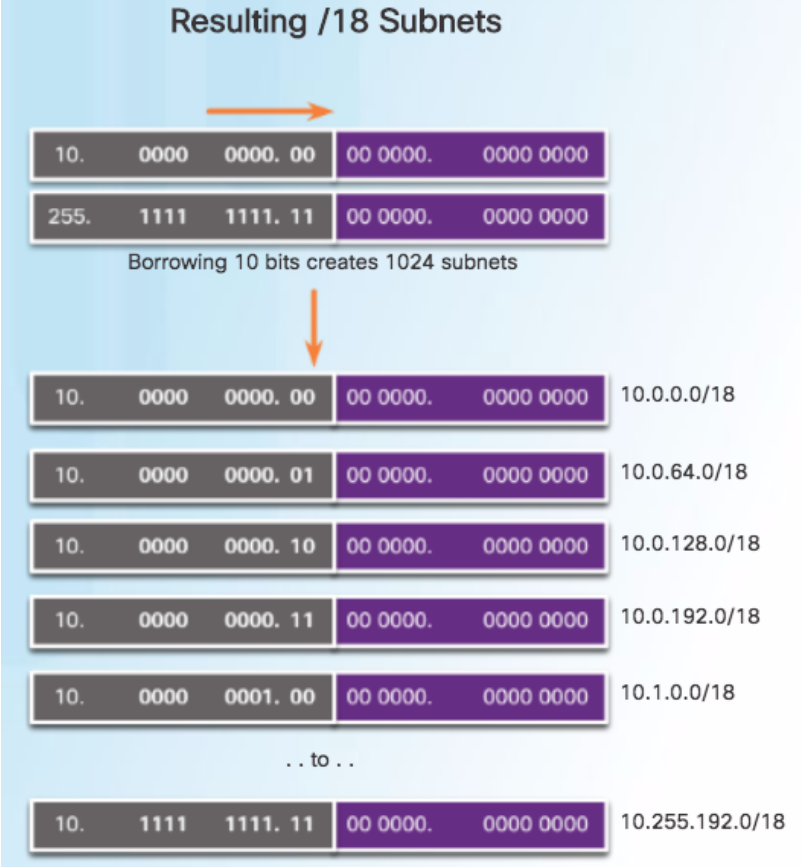 Resulting /18 Subnets
10. 0000 0000. 00 00 0000. 0000 0000
255. 1111 1111. 11 00 0000. 0000 0000
Borrowing 10 bits creates 1024 subnets
10. 0000 0000. 00 00 0000. 0000 0000 10.0.0.0/18
10. 0000 0000. 01 00 0000. 0000 0000 10.0.64.0/18
10. 0000 0000. 10 00 0000. 0000 0000 10.0.128.0/18
10. 0000 0000. 11 00 0000. 0000 0000 10.0.192.0/18
10. 0000 0001. 00 00 0000. 0000 0000 10.1.0.0/18
. . to . .
10. 1111 1111. 11 00 0000. 0000 0000 10.255.192.0/18